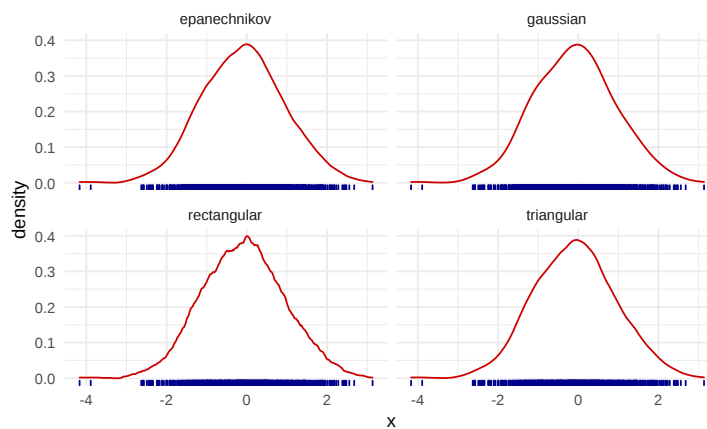 epanechnikov
gaussian
0.4
0.3
0.2
0.1
0.0
density
rectangular
triangular
0.4
0.3
0.2
0.1
0.0
-4 -2 0 2
-4 -2 0 2
x